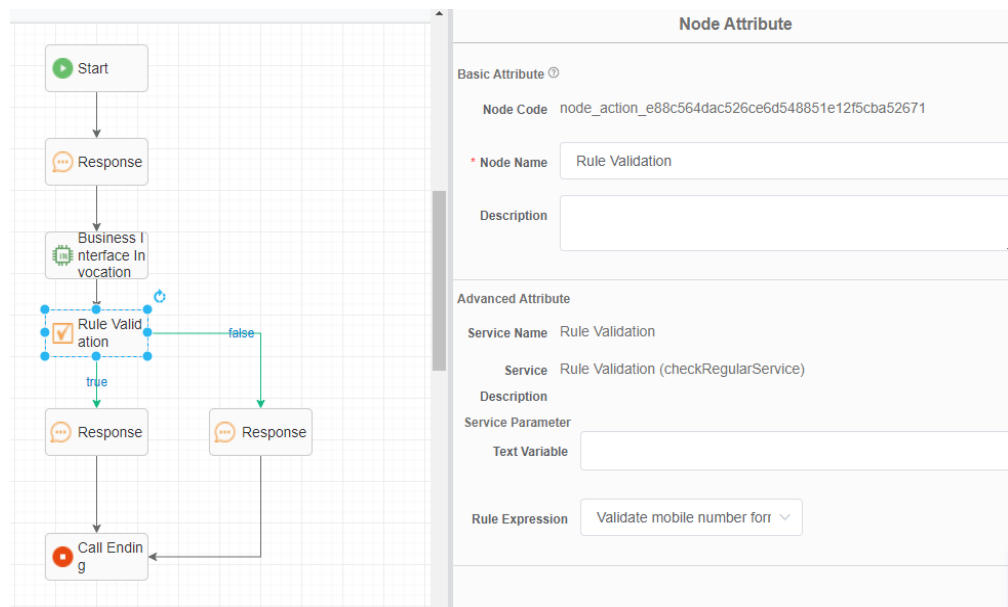 Start
Response
Business I
nterface In
vocation
Rule Valid
ation
false
true
Response
Response
Call Endin
g
Node Attribute
Basic Attribute
Node Code node_action_e88c564dac526ce6d548851e12f5cba52671
* Node Name Rule Validation
Description
Advanced Attribute
Service Name Rule Validation
Service Rule Validation (checkRegularService)
Description
Service Parameter
Text Variable
Rule Expression Validate mobile number forr